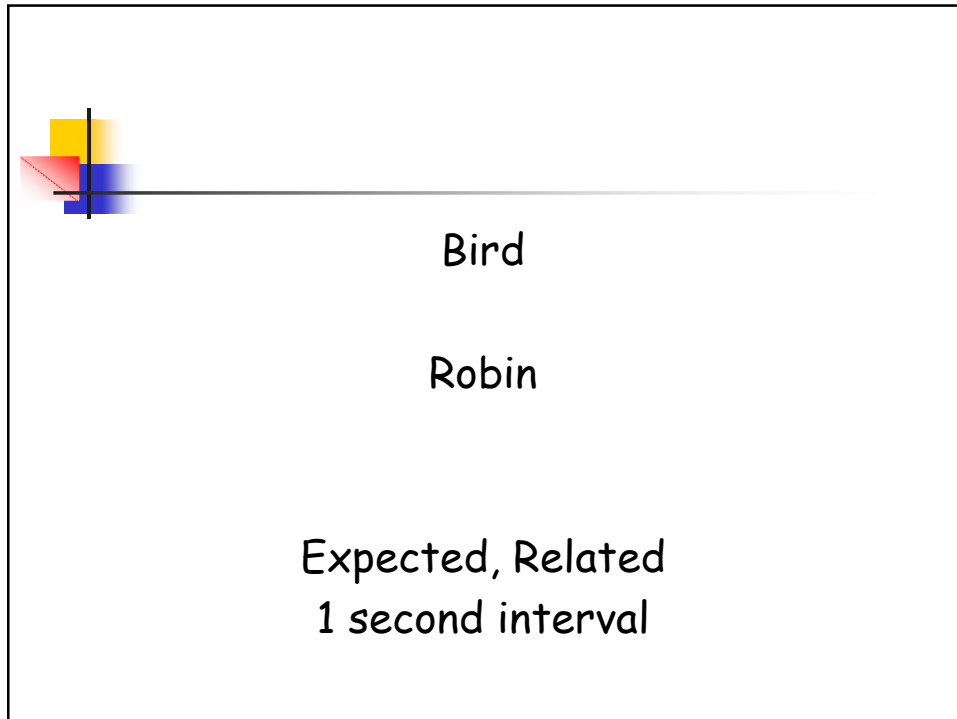 Bird
Robin
Expected, Related
1 second interval